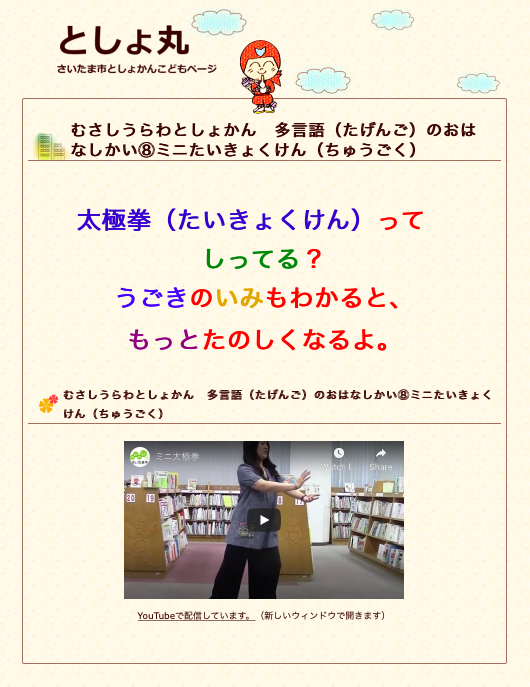 としょ丸
さいたま市としょかんこどもページ
むさしうらわとしょかん　多言語（たげんご）のおは
なしかい⑧ミニたいきょくけん（ちゅうごく）
太極拳（たいきょくけん）って
しってる？
うごきのいみもわかると、
もっとたのしくなるよ。
むさしうらわとしょかん　多言語（たげんご）のおはなしかい⑧ミニたいきょく
けん（ちゅうごく）
ミニ太極拳
Watch l
Share
20 19
20 19
YouTubeで配信しています。（新しいウィンドウで開きます）